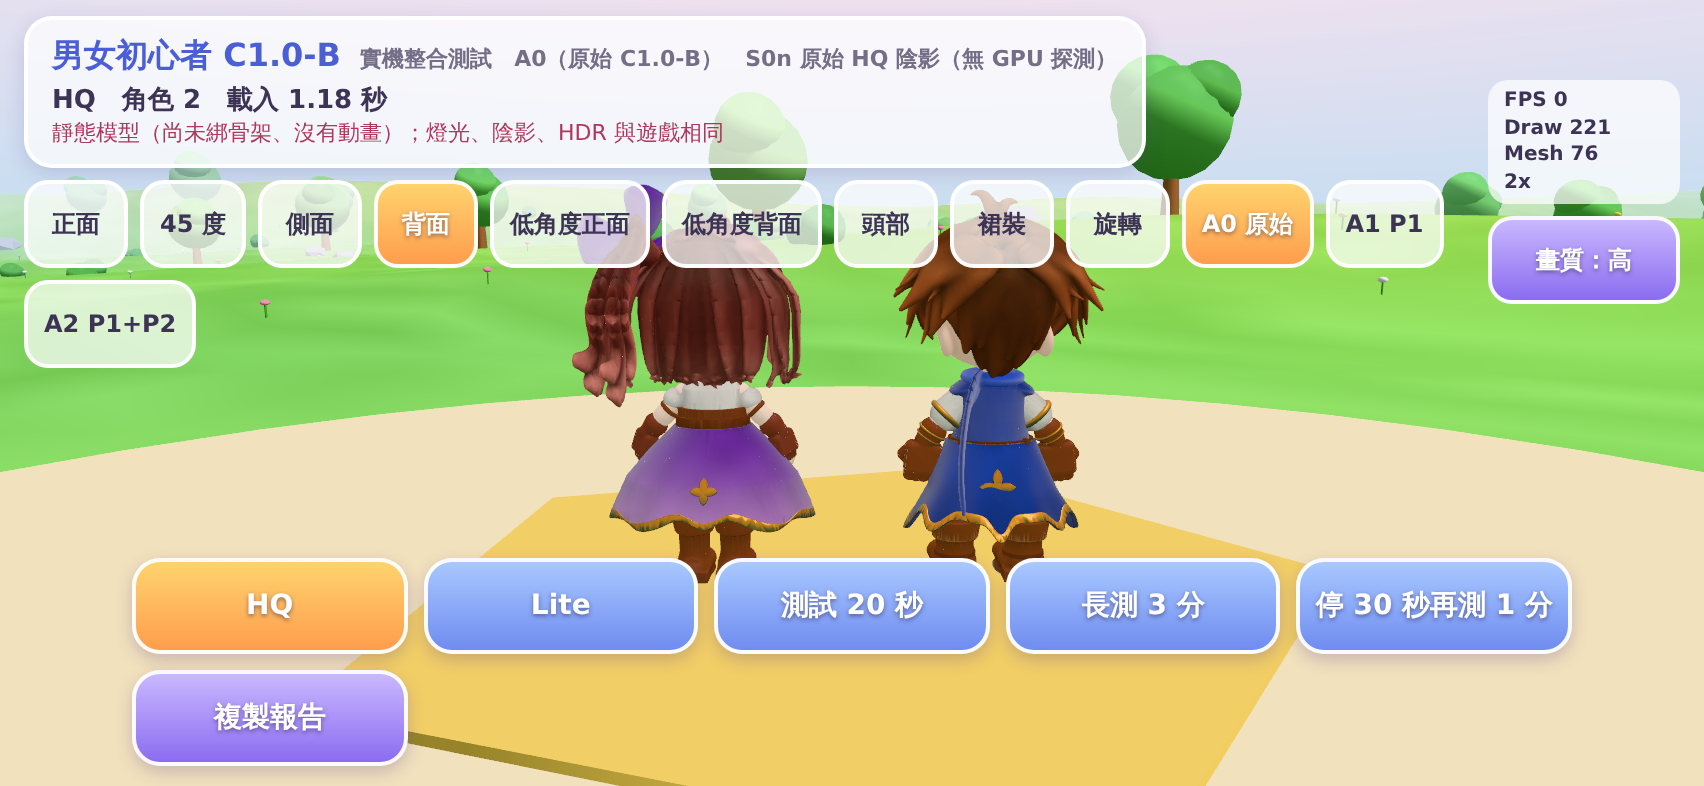 男女初心者 C1.0-B 實機整合測試 A0（原始 C1.0-B） S0n 原始 HQ 陰影（無 GPU 探測）
HQ 角色 2 載入 1.18 秒
靜態模型（尚未綁骨架、沒有動畫）；燈光、陰影、HDR 與遊戲相同
FPS 0
Draw 221
Mesh 76
2x
正面
45 度
側面
背面
低角度正面
低角度背面
頭部
裙裝
旋轉
A0 原始
A1 P1
畫質：高
A2 P1+P2
HQ
Lite
測試 20 秒
長測 3 分
停 30 秒再測 1 分
複製報告